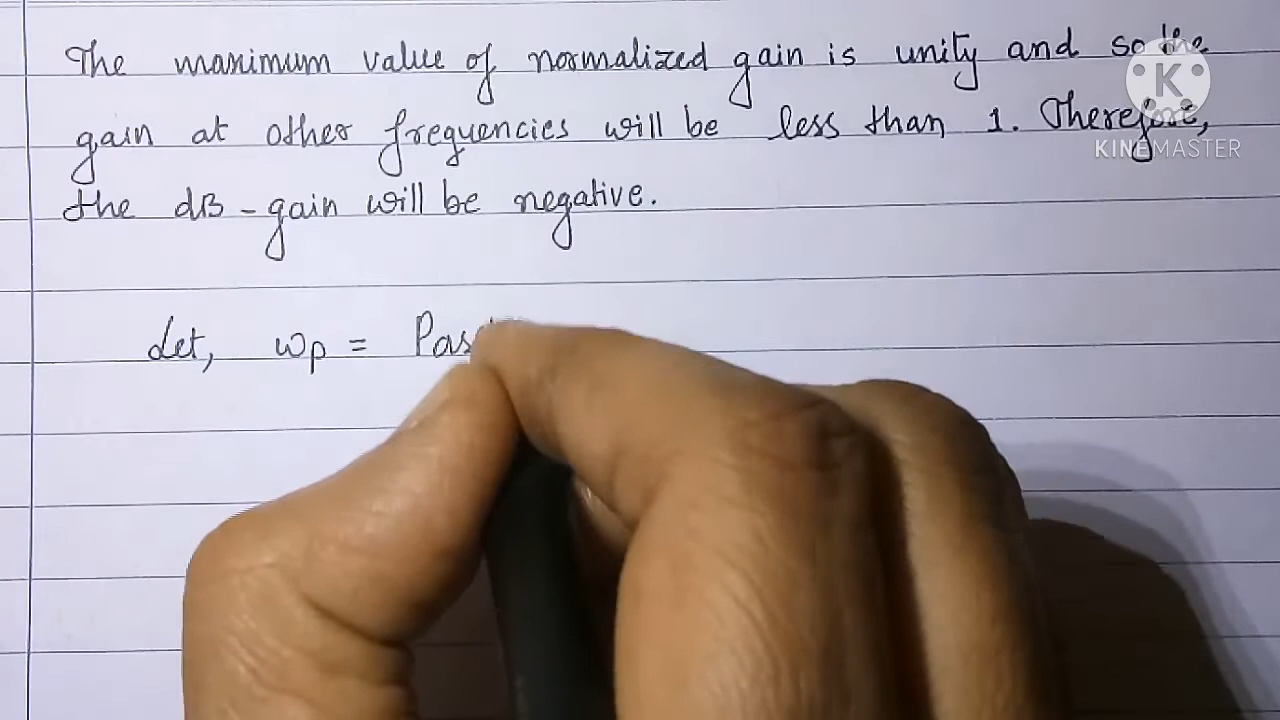 The maximum value of normalized gain is unity and so the
gain at other frequencies will be less than 1. Therefore,
the dB-gain will be negative.
Let, ωp =
K
KINEMASTER